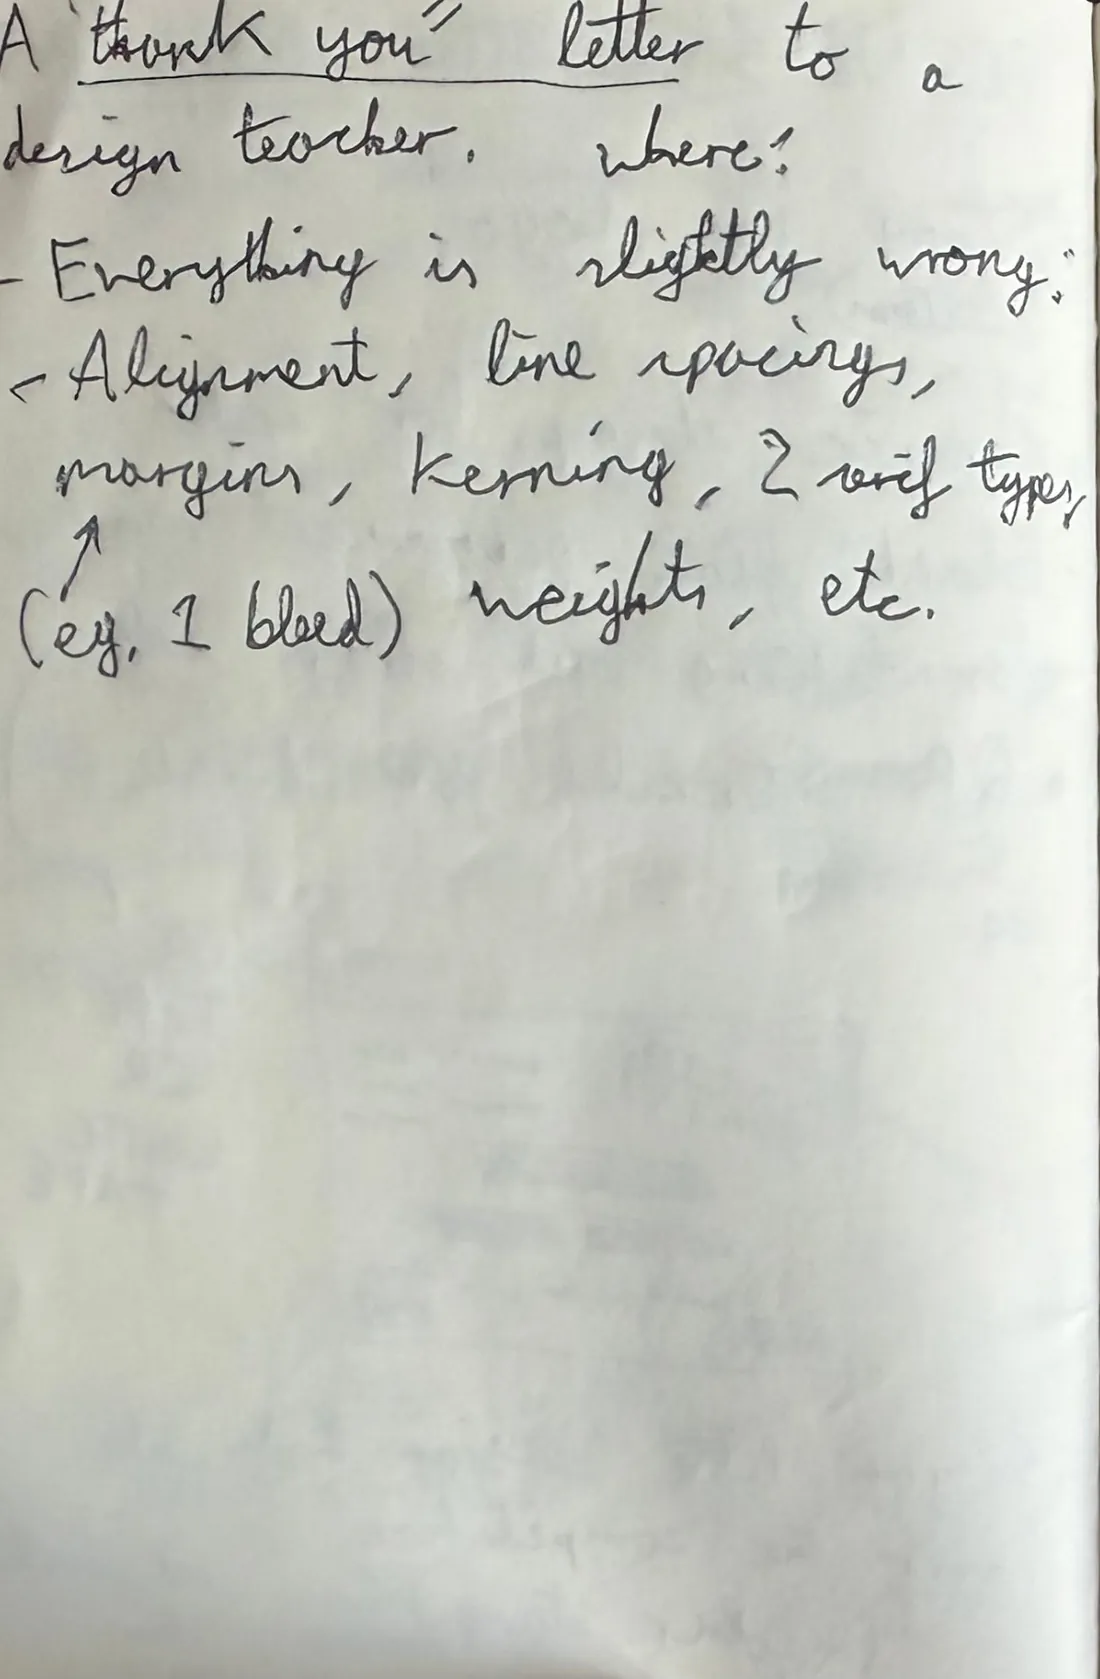 A "thank you" letter to a
design teacher. where:
- Everything is slightly wrong:
- Alignment, line spacings,
margins, kerning, 2 serif types,
(eg. 1 bleed) weights, etc.